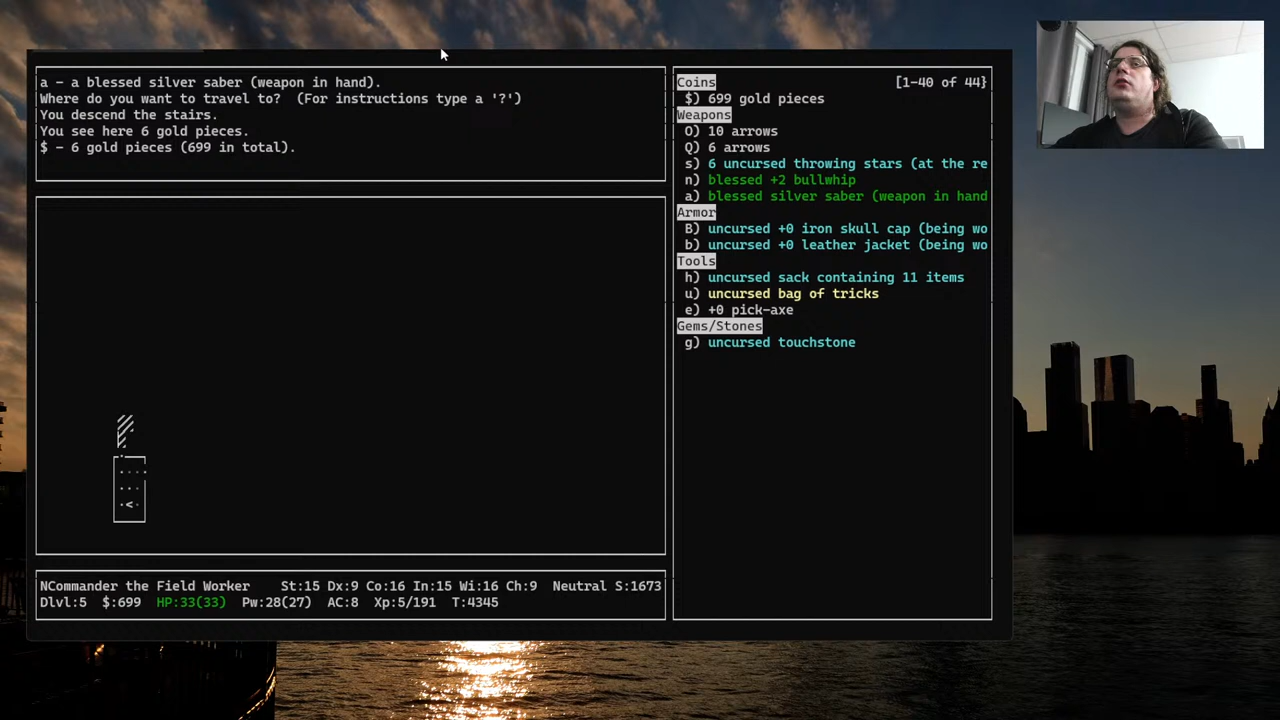 a - a blessed silver saber (weapon in hand).
Where do you want to travel to?  (For instructions type a '?')
You descend the stairs.
You see here 6 gold pieces.
$ - 6 gold pieces (699 in total).
Coins [1-40 of 44}
$) 699 gold pieces
Weapons
O) 10 arrows
Q) 6 arrows
s) 6 uncursed throwing stars (at the re
n) blessed +2 bullwhip
a) blessed silver saber (weapon in hand
Armor
B) uncursed +0 iron skull cap (being wo
b) uncursed +0 leather jacket (being wo
Tools
h) uncursed sack containing 11 items
u) uncursed bag of tricks
e) +0 pick-axe
Gems/Stones
g) uncursed touchstone
....
...
.<.
NCommander the Field Worker    St:15 Dx:9 Co:16 In:15 Wi:16 Ch:9  Neutral S:1673
Dlvl:5  $:699  HP:33(33)  Pw:28(27)  AC:8  Xp:5/191  T:4345